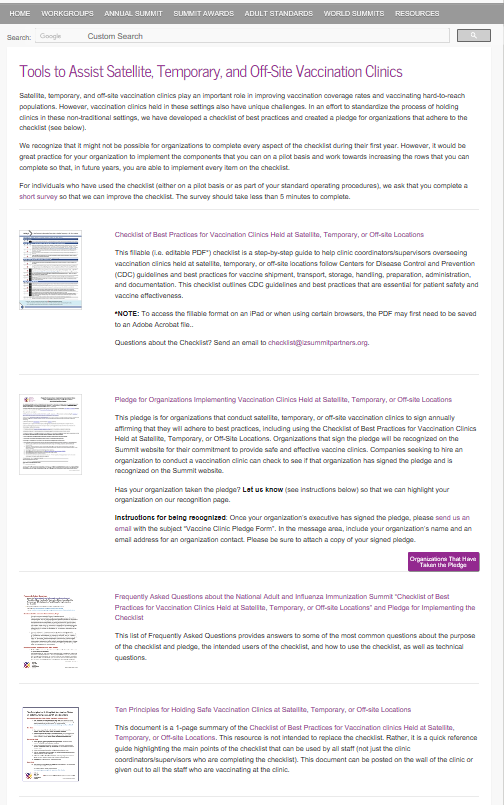 HOME WORKGROUPS ANNUAL SUMMIT SUMMIT AWARDS ADULT STANDARDS WORLD SUMMITS RESOURCES
Search: Google Custom Search
Tools to Assist Satellite, Temporary, and Off-Site Vaccination Clinics
Satellite, temporary, and off-site vaccination clinics play an important role in improving vaccination coverage rates and vaccinating hard-to-reach
populations. However, vaccination clinics held in these settings also have unique challenges. In an effort to standardize the process of holding
clinics in these non-traditional settings, we have developed a checklist of best practices and created a pledge for organizations that adhere to the
checklist (see below).
We recognize that it might not be possible for organizations to complete every aspect of the checklist during their first year. However, it would be
great practice for your organization to implement the components that you can on a pilot basis and work towards increasing the rows that you can
complete so that, in future years, you are able to implement every item on the checklist.
For individuals who have used the checklist (either on a pilot basis or as part of your standard operating procedures), we ask that you complete a
short survey so that we can improve the checklist. The survey should take less than 5 minutes to complete.
Checklist of Best Practices for Vaccination Clinics Held at Satellite, Temporary, or Off-site Locations
This fillable (i.e. editable PDF*) checklist is a step-by-step guide to help clinic coordinators/supervisors overseeing
vaccination clinics held at satellite, temporary, or off-site locations follow Centers for Disease Control and Prevention
(CDC) guidelines and best practices for vaccine shipment, transport, storage, handling, preparation, administration,
and documentation. This checklist outlines CDC guidelines and best practices that are essential for patient safety and
vaccine effectiveness.
*NOTE: To access the fillable format on an iPad or when using certain browsers, the PDF may first need to be saved
to an Adobe Acrobat file..
Questions about the Checklist? Send an email to checklist@izsummitpartners.org.
Pledge for Organizations Implementing Vaccination Clinics Held at Satellite, Temporary, or Off-site Locations
This pledge is for organizations that conduct satellite, temporary, or off-site vaccination clinics to sign annually
affirming that they will adhere to best practices, including using the Checklist of Best Practices for Vaccination Clinics
Held at Satellite, Temporary, or Off-Site Locations. Organizations that sign the pledge will be recognized on the
Summit website for their commitment to provide safe and effective vaccine clinics. Companies seeking to hire an
organization to conduct a vaccination clinic can check to see if that organization has signed the pledge and is
recognized on the Summit website.
Has your organization taken the pledge? Let us know (see instructions below) so that we can highlight your
organization on our recognition page.
Instructions for being recognized: Once your organization's executive has signed the pledge, please send us an
email with the subject "Vaccine Clinic Pledge Form". In the message area, include your organization's name and an
email address for an organization contact. Please be sure to attach a copy of your signed pledge.
Organizations That Have
Taken the Pledge
Frequently Asked Questions about the National Adult and Influenza Immunization Summit "Checklist of Best
Practices for Vaccination Clinics Held at Satellite, Temporary, or Off-site Locations" and Pledge for Implementing the
Checklist
This list of Frequently Asked Questions provides answers to some of the most common questions about the purpose
of the checklist and pledge, the intended users of the checklist, and how to use the checklist, as well as technical
questions.
Ten Principles for Holding Safe Vaccination Clinics at Satellite, Temporary, or Off-site Locations
This document is a 1-page summary of the Checklist of Best Practices for Vaccination clinics Held at Satellite,
Temporary, or Off-site Locations. This resource is not intended to replace the checklist. Rather, it is a quick reference
guide highlighting the main points of the checklist that can be used by all staff (not just the clinic
coordinators/supervisors who are completing the checklist). This document can be posted on the wall of the clinic or
given out to all the staff who are vaccinating at the clinic.